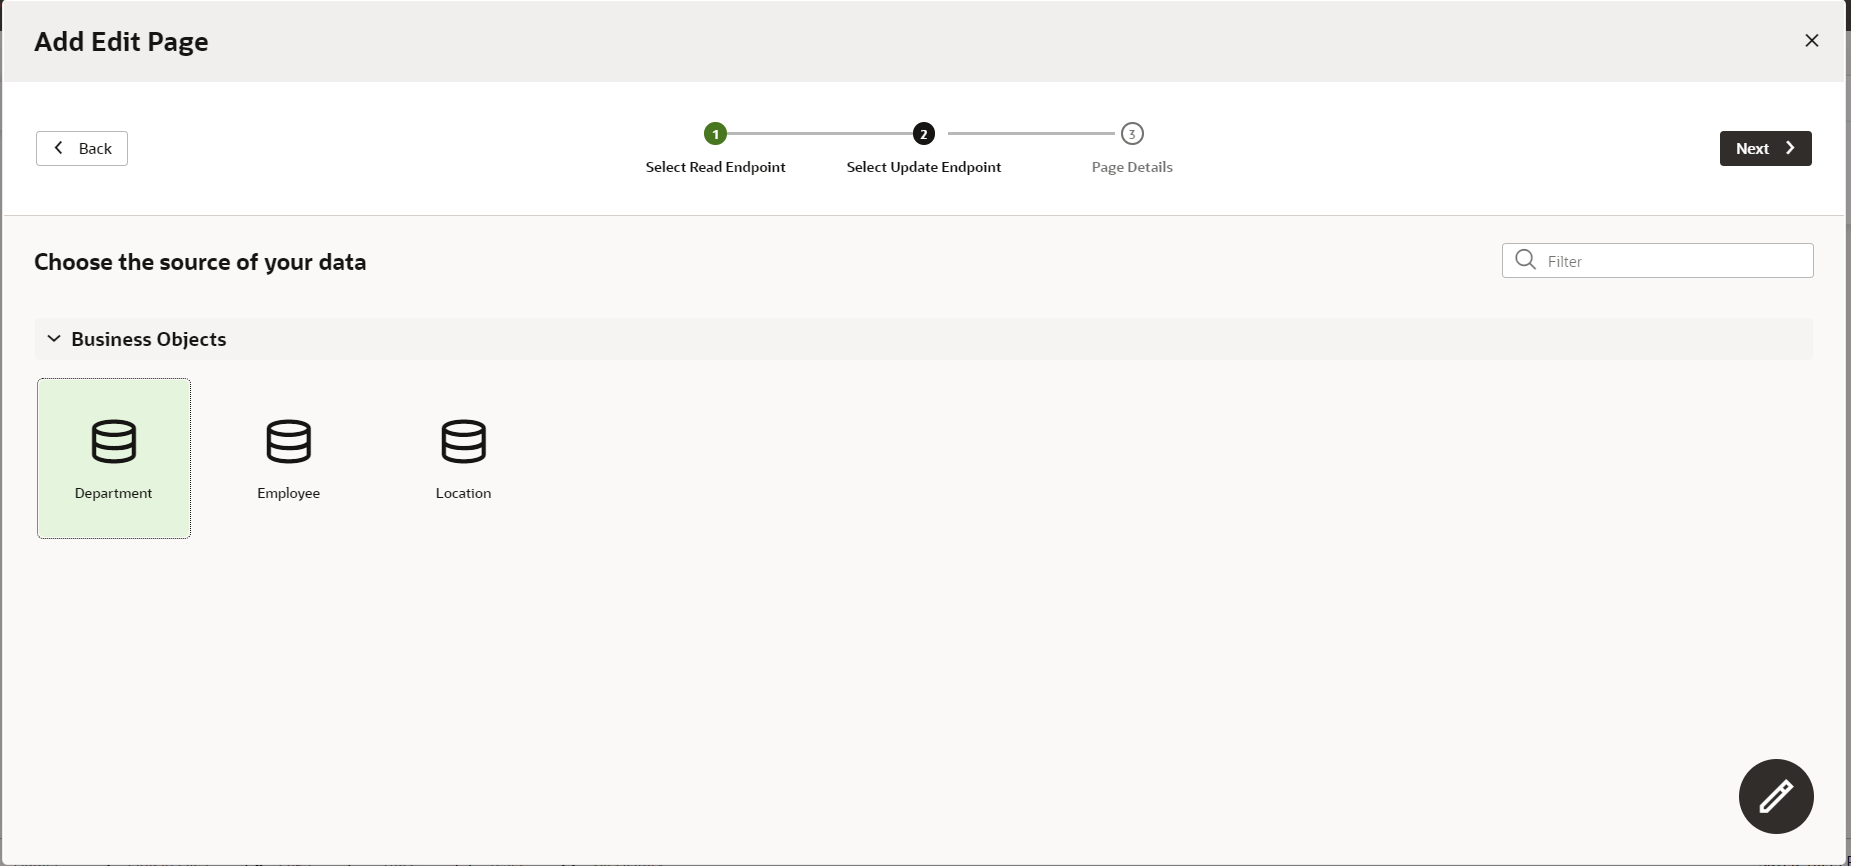 Add Edit Page
Back
1
2
3
Next
Select Read Endpoint
Select Update Endpoint
Page Details
Choose the source of your data
Filter
Business Objects
Department
Employee
Location